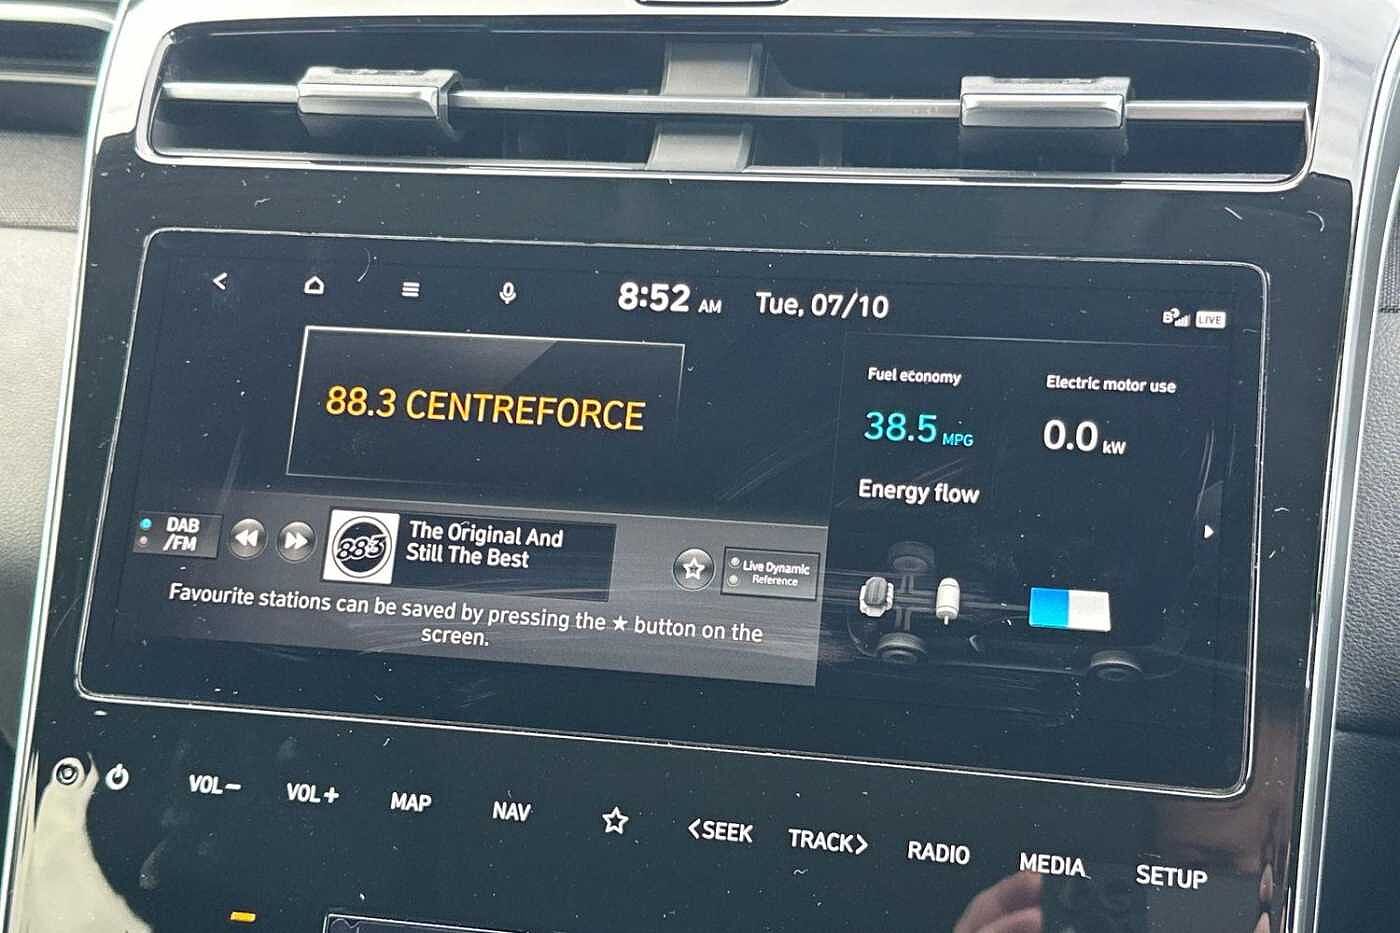 8:52 AM Tue, 07/10
LIVE
88.3 CENTREFORCE
Fuel economy
38.5 MPG
Electric motor use
0.0 kW
Energy flow
DAB
/FM
883
The Original And
Still The Best
Live Dynamic
Reference
Favourite stations can be saved by pressing the ★ button on the
screen.
VOL− VOL+ MAP NAV <SEEK TRACK> RADIO MEDIA SETUP